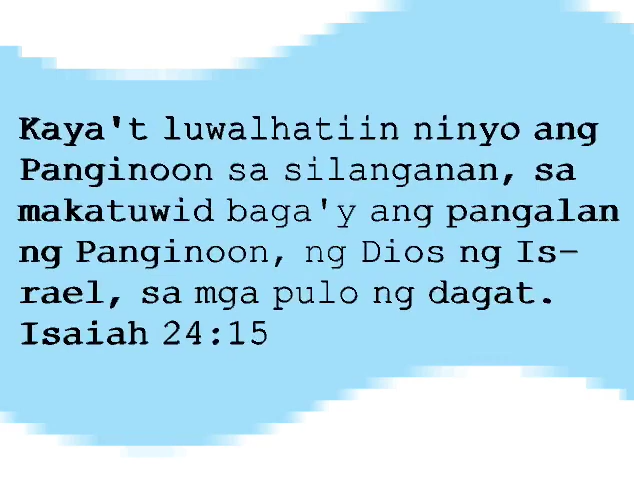 Kaya't luwalhatiin ninyo ang
Panginoon sa silanganan, sa
makatuwid baga'y ang pangalan
ng Panginoon, ng Dios ng Is-
rael, sa mga pulo ng dagat.
Isaiah 24:15